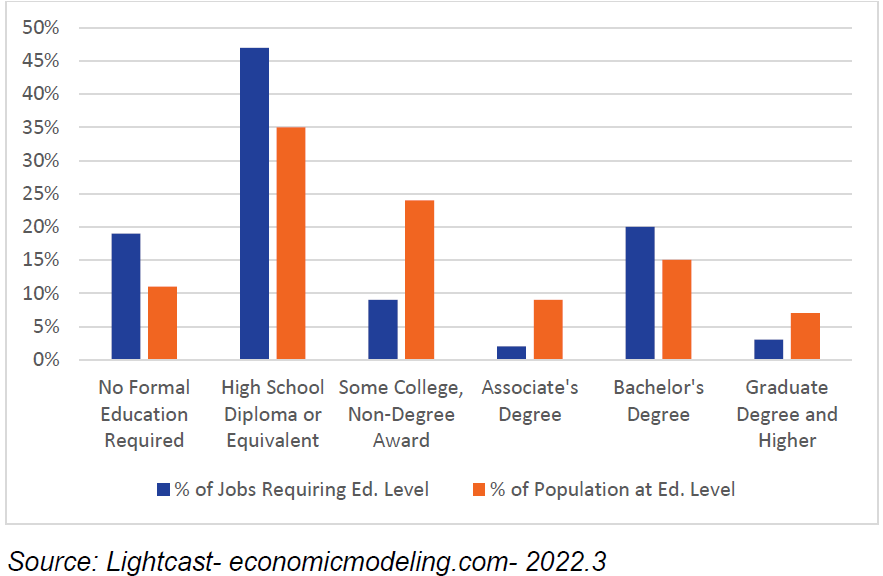 50%
45%
40%
35%
30%
25%
20%
15%
10%
5%
0%
No Formal
Education
Required
High School
Diploma or
Equivalent
Some College,
Non-Degree
Award
Associate's
Degree
Bachelor's
Degree
Graduate
Degree and
Higher
% of Jobs Requiring Ed. Level
% of Population at Ed. Level
Source: Lightcast- economicmodeling.com- 2022.3